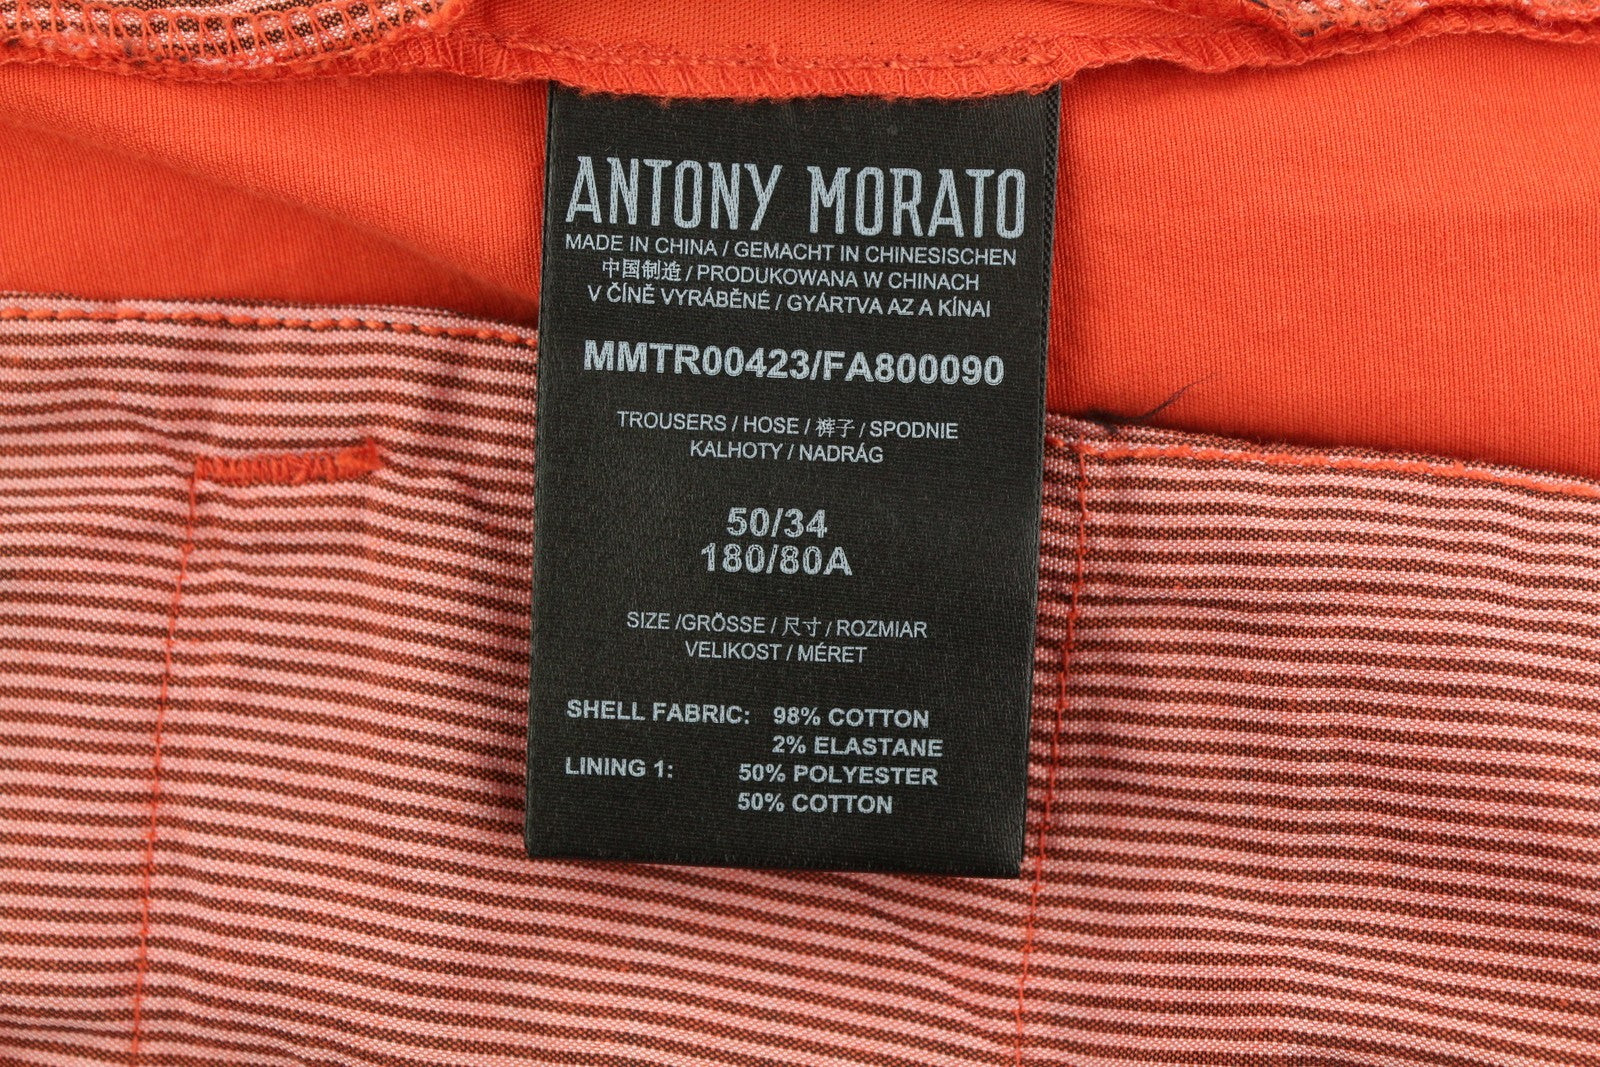 ANTONY MORATO
MADE IN CHINA / GEMACHT IN CHINESISCHEN
中国制造 / PRODUKOWANA W CHINACH
V ČÍNĚ VYRÁBĚNÉ / GYÁRTVA AZ A KÍNAI
MMTR00423/FA800090
TROUSERS / HOSE / 裤子 / SPODNIE
KALHOTY / NADRÁG
50/34
180/80A
SIZE /GRÖSSE / 尺寸 / ROZMIAR
VELIKOST / MÉRET
SHELL FABRIC: 98% COTTON
2% ELASTANE
LINING 1: 50% POLYESTER
50% COTTON